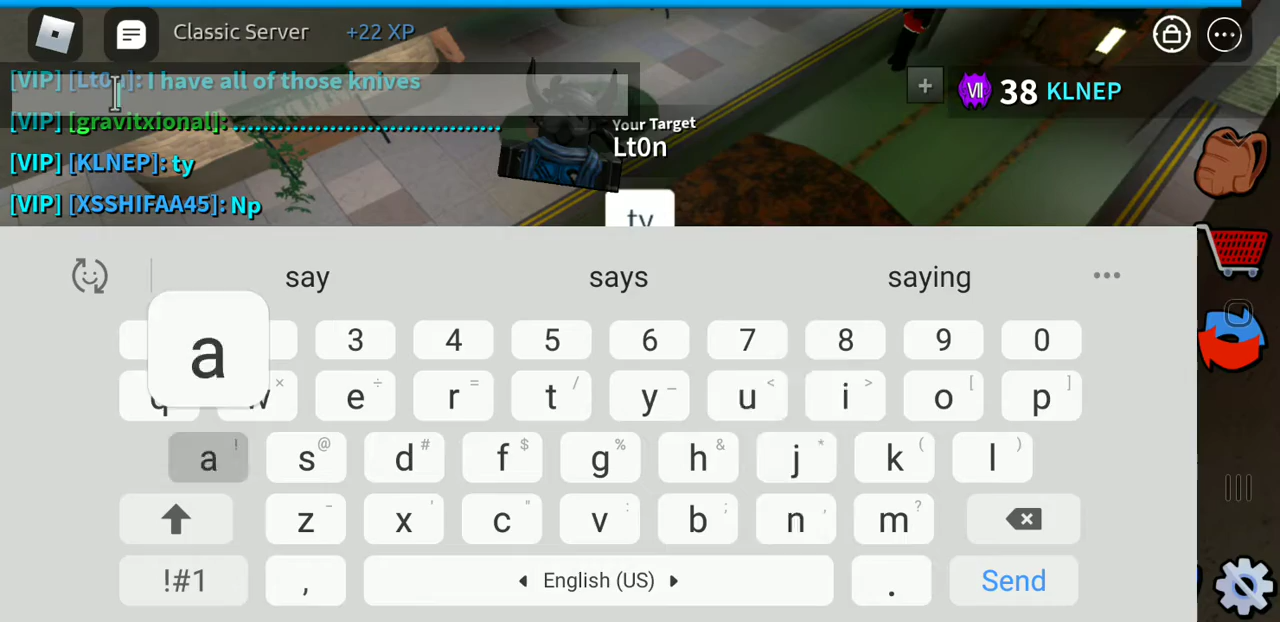 Classic Server +22 XP
[VIP] [Lt0n]: I have all of those knives
[VIP] [gravitxional]: ......................................
[VIP] [KLNEP]: ty
[VIP] [XSSHIFAA45]: Np
VII 38 KLNEP
Your Target
Lt0n
ty
say says saying
a
3 4 5 6 7 8 9 0
q w × e ÷ r = t / y _ u < i > o [ p ]
a ! s @ d # f $ g % h & j * k ( l )
z - x ' c " v : b ; n , m ?
!#1 , English (US) . Send